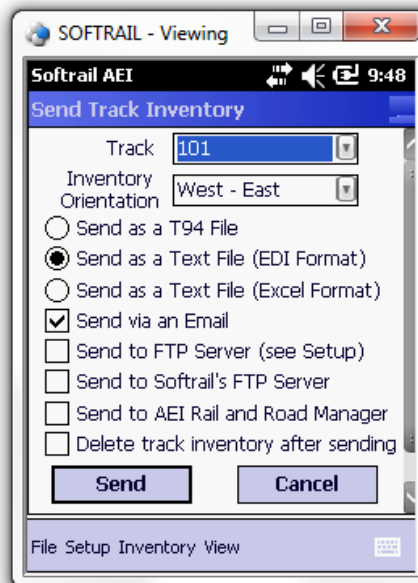 SOFTRAIL - Viewing
Softrail AEI 9:48
Send Track Inventory
Track 101
Inventory
Orientation West - East
Send as a T94 File
Send as a Text File (EDI Format)
Send as a Text File (Excel Format)
Send via an Email
Send to FTP Server (see Setup)
Send to Softrail's FTP Server
Send to AEI Rail and Road Manager
Delete track inventory after sending
Send Cancel
File Setup Inventory View